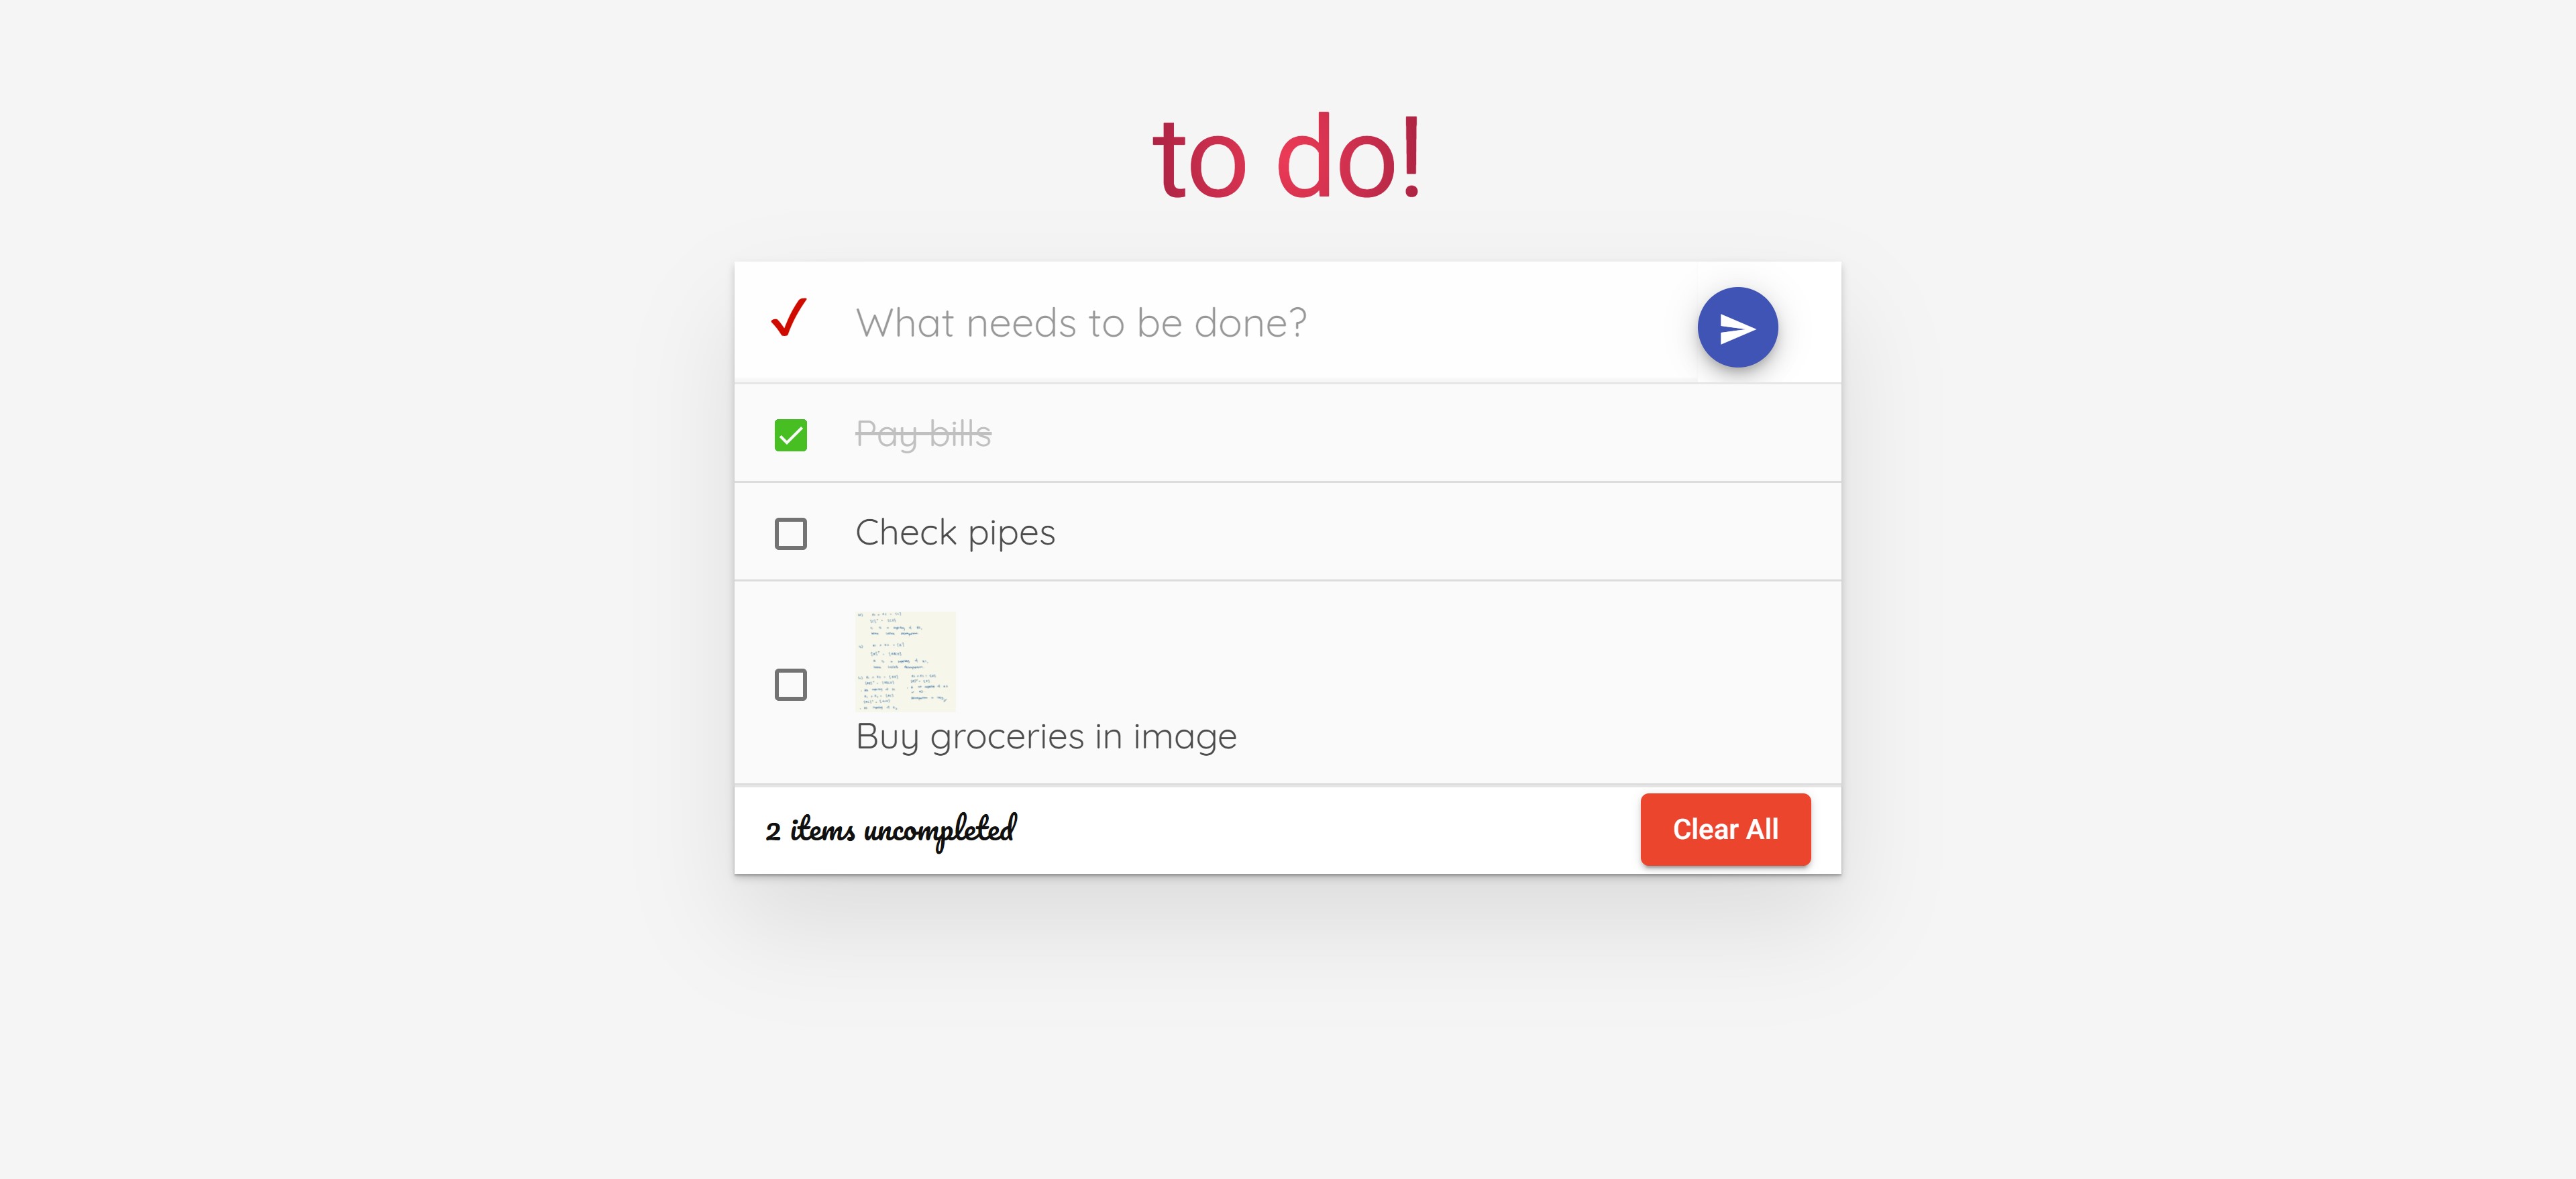 to do!
What needs to be done?
Pay bills
Check pipes
Buy groceries in image
2 items uncompleted
Clear All